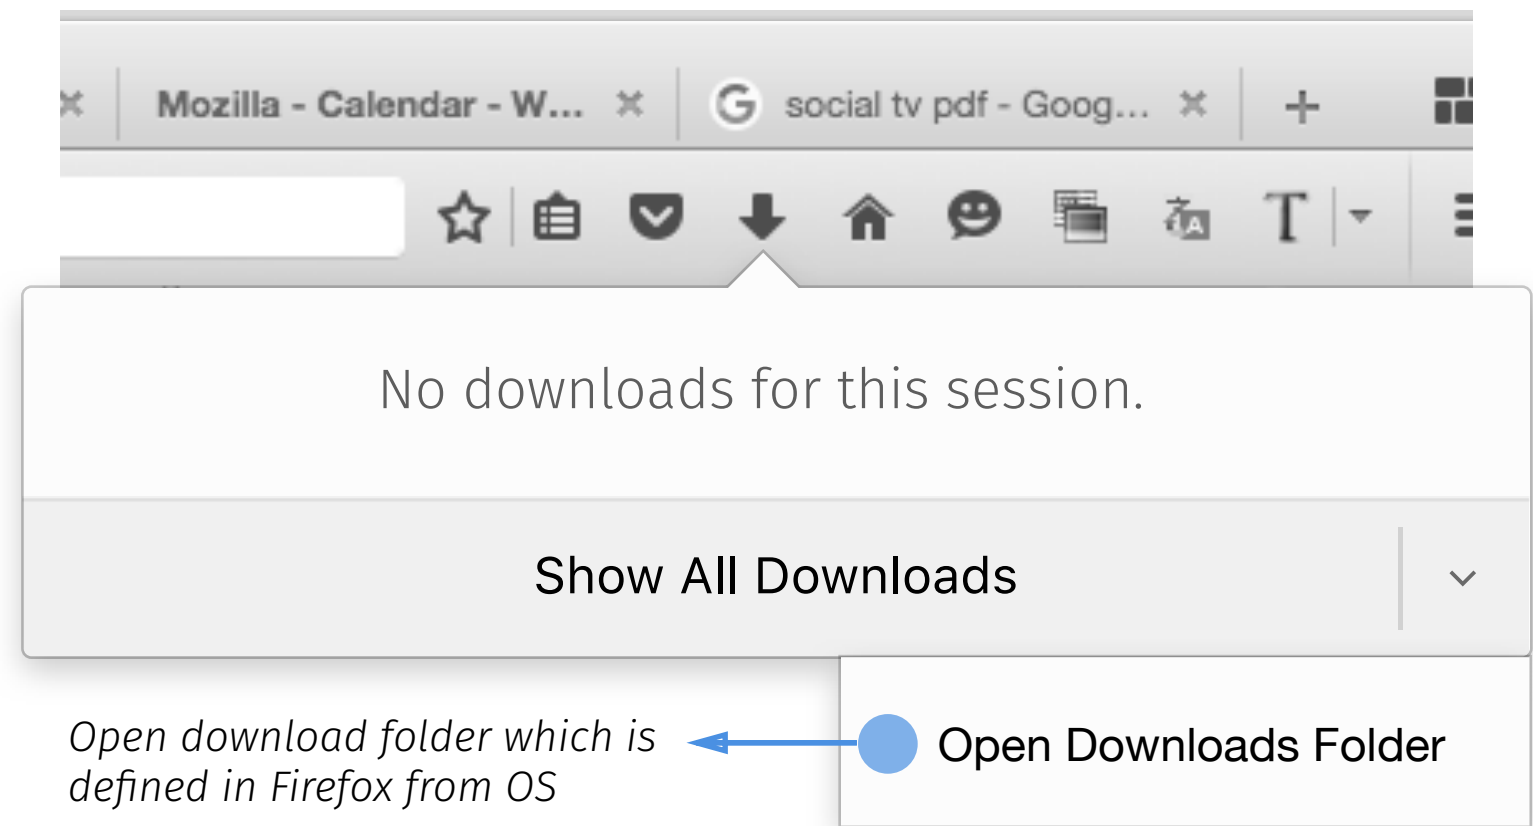 Mozilla - Calendar - W...
social tv pdf - Goog...
No downloads for this session.
Show All Downloads
Open Downloads Folder
Open download folder which is
defined in Firefox from OS